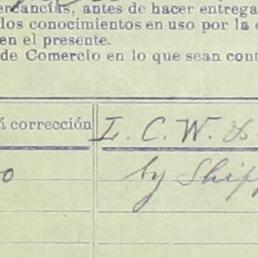 ercancías, antes de hacer entrega
los conocimientos en uso por la
en el presente.
de Comercio en lo que sean cont
á corrección I. C. W. &
o by Ship